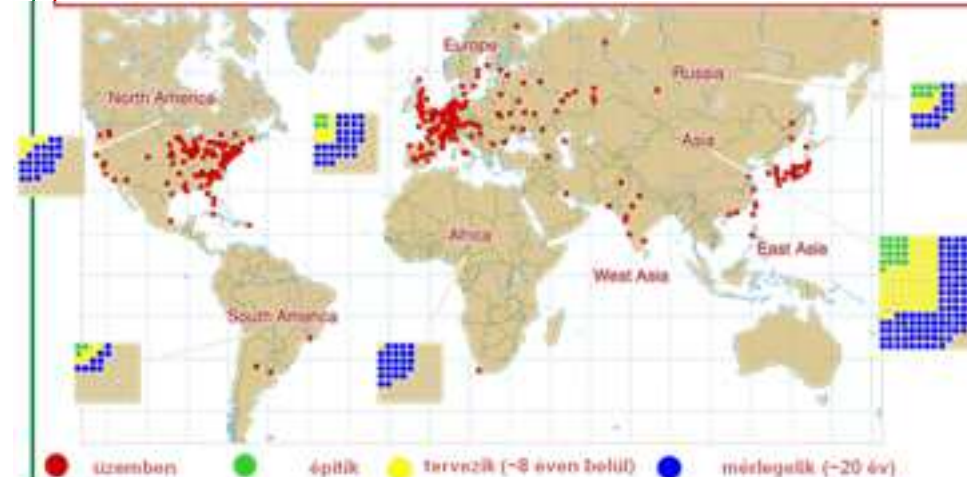 Europe
Russia
North America
Asia
Africa
East Asia
West Asia
South America
üzemben építik tervezik (~8 éven belül) mérlegelik (~20 év)